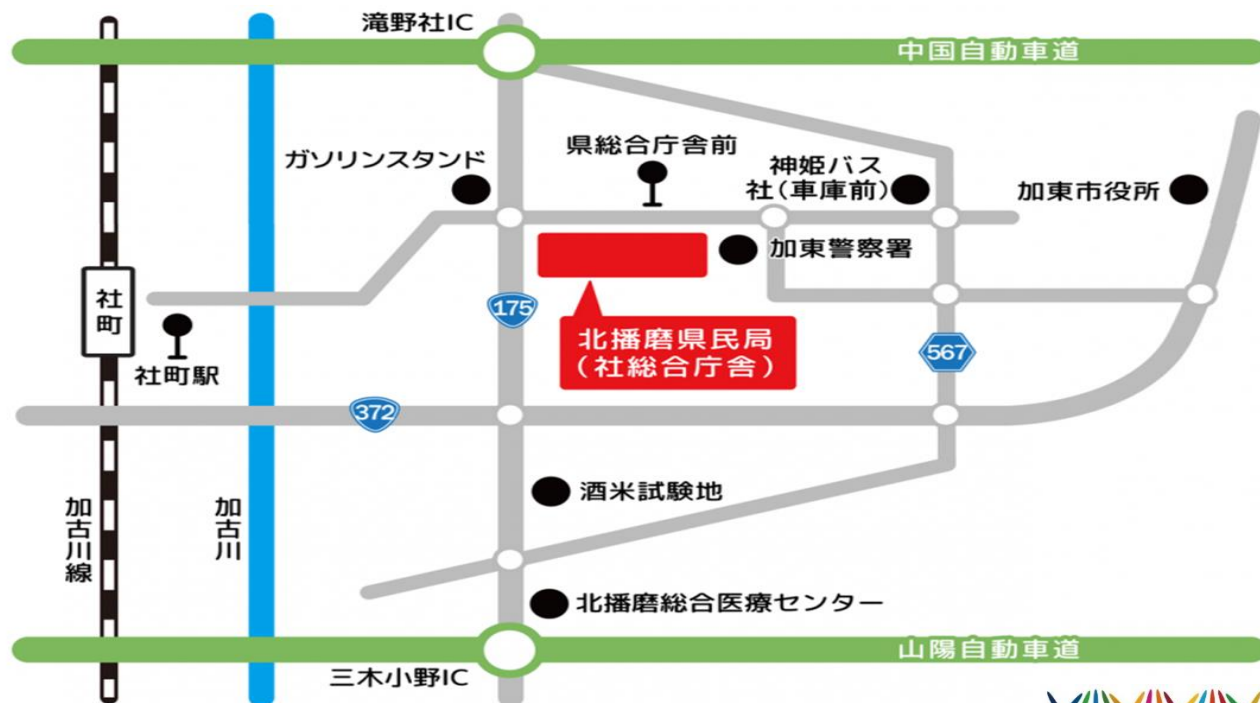 滝野社IC
中国自動車道
ガソリンスタンド
県総合庁舎前
神姫バス
社(車庫前)
加東市役所
加東警察署
社町
175
北播磨県民局
(社総合庁舎)
567
社町駅
372
酒米試験地
加古川線
加古川
北播磨総合医療センター
山陽自動車道
三木小野IC